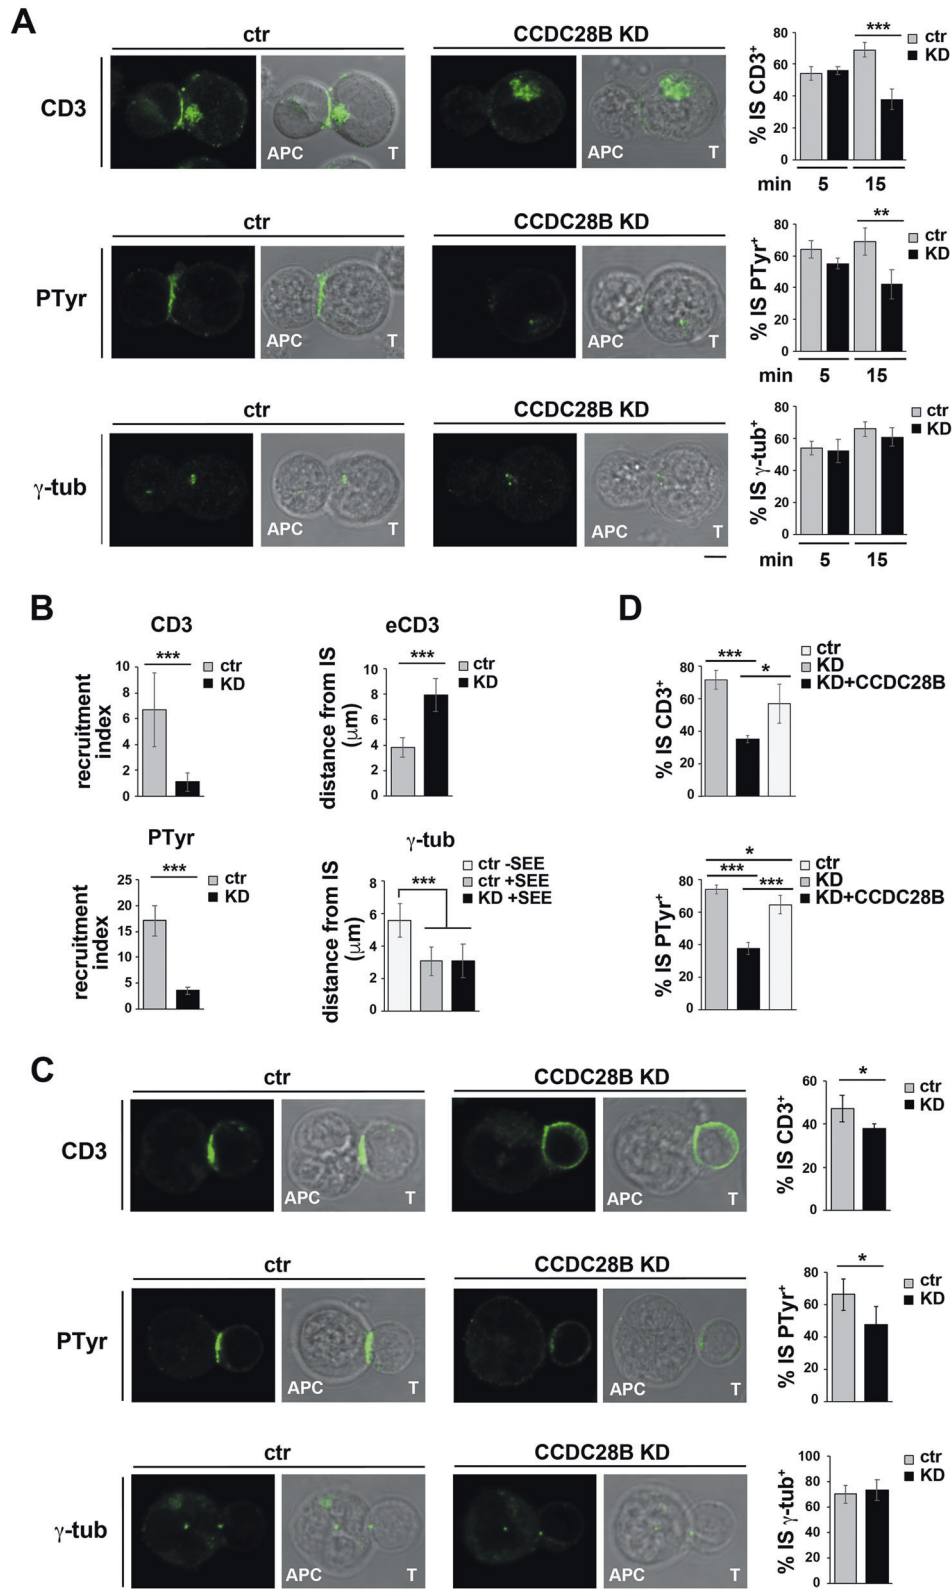 A
ctr
CCDC28B KD
CD3
APC T
APC T
% IS CD3⁺
80
60
40
20
0
***
ctr
KD
min 5 15
ctr
CCDC28B KD
PTyr
APC T
APC T
% IS PTyr⁺
80
60
40
20
0
**
ctr
KD
min 5 15
ctr
CCDC28B KD
γ-tub
APC T
APC T
% IS γ-tub⁺
80
60
40
20
0
ctr
KD
min 5 15
B
CD3
recruitment
index
10
8
6
4
2
0
***
ctr
KD
eCD3
distance from IS
(μm)
10
8
6
4
2
0
***
ctr
KD
PTyr
recruitment
index
25
20
15
10
5
0
***
ctr
KD
γ-tub
distance from IS
(μm)
8
6
4
2
0
***
ctr -SEE
ctr +SEE
KD +SEE
D
% IS CD3⁺
80
60
40
20
0
***
*
ctr
KD
KD+CCDC28B
% IS PTyr⁺
80
60
40
20
0
*
***
***
ctr
KD
KD+CCDC28B
C
ctr
CCDC28B KD
CD3
APC T
APC T
% IS CD3⁺
60
40
20
0
*
ctr
KD
ctr
CCDC28B KD
PTyr
APC T
APC T
% IS PTyr⁺
80
60
40
20
0
*
ctr
KD
ctr
CCDC28B KD
γ-tub
APC T
APC T
% IS γ-tub⁺
100
80
60
40
20
0
ctr
KD